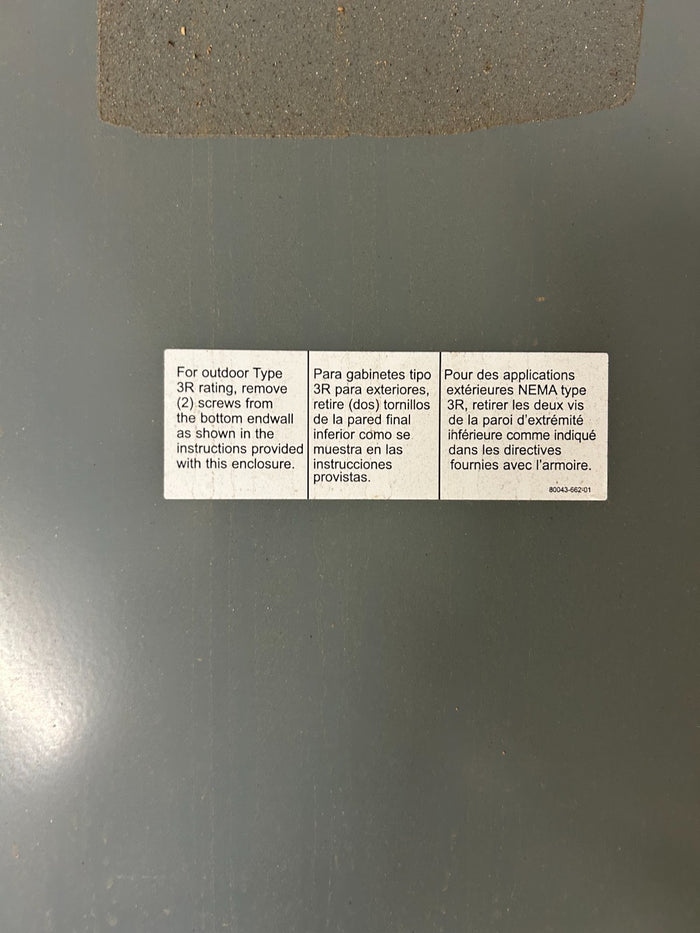 For outdoor Type
3R rating, remove
(2) screws from
the bottom endwall
as shown in the
instructions provided
with this enclosure.
Para gabinetes tipo
3R para exteriores,
retire (dos) tornillos
de la pared final
inferior como se
muestra en las
instrucciones
provistas.
Pour des applications
extérieures NEMA type
3R, retirer les deux vis
de la paroi d'extrémité
inférieure comme indiqué
dans les directives
fournies avec l'armoire.
80043-662-01